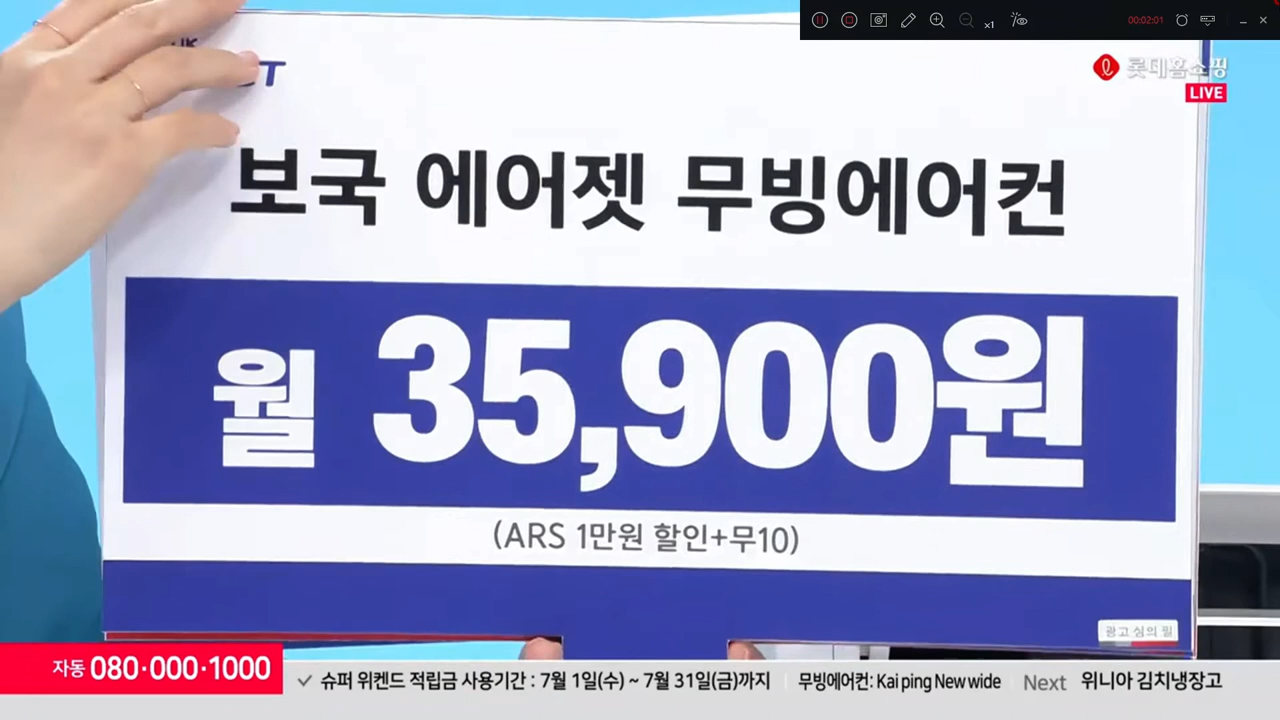 00:02:01
x1
롯데홈쇼핑
LIVE
보국 에어젯 무빙에어컨
월 35,900원
(ARS 1만원 할인+무10)
광고 심의 필
자동 080·000·1000
슈퍼 위켄드 적립금 사용기간 : 7월 1일(수) ~ 7월 31일(금)까지
무빙에어컨: Kai ping New wide
Next 위니아 김치냉장고